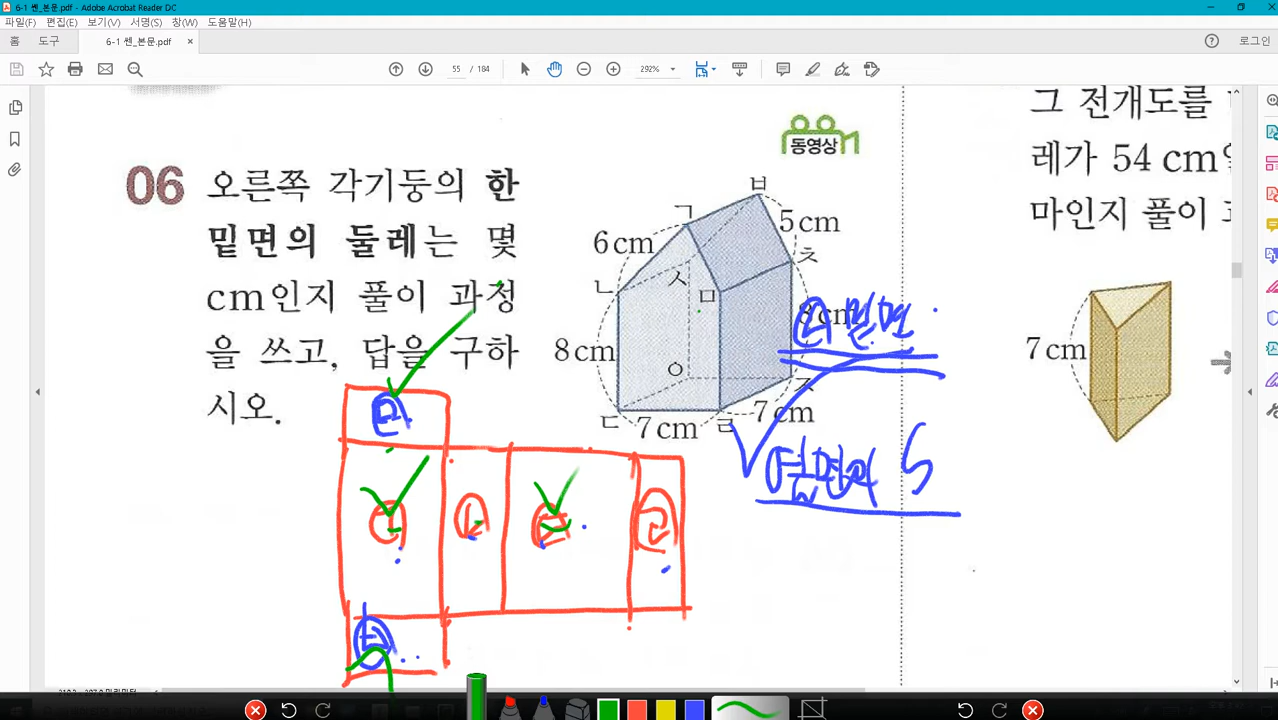 6-1 쎈_본문.pdf - Adobe Acrobat Reader DC
파일(F) 편집(E) 보기(V) 서명(S) 창(W) 도움말(H)
홈 도구 6-1 쎈_본문.pdf × 로그인
55 / 184 292%
동영상
06 오른쪽 각기둥의 한
밑면의 둘레는 몇
cm인지 풀이 과정
을 쓰고, 답을 구하
시오.
ㅂ
ㄱ 5 cm
6 cm
ㅊ
ㄴ ㅅ ㅁ
8 cm
8 cm ㅇ
ㅈ
ㄷ 7 cm ㄹ 7 cm
밑면
옆면의
ㅁ
ㄱ ㄴ ㄷ ㄹ
ㅂ
그 전개도를
레가 54 cm
마인지 풀이
7 cm